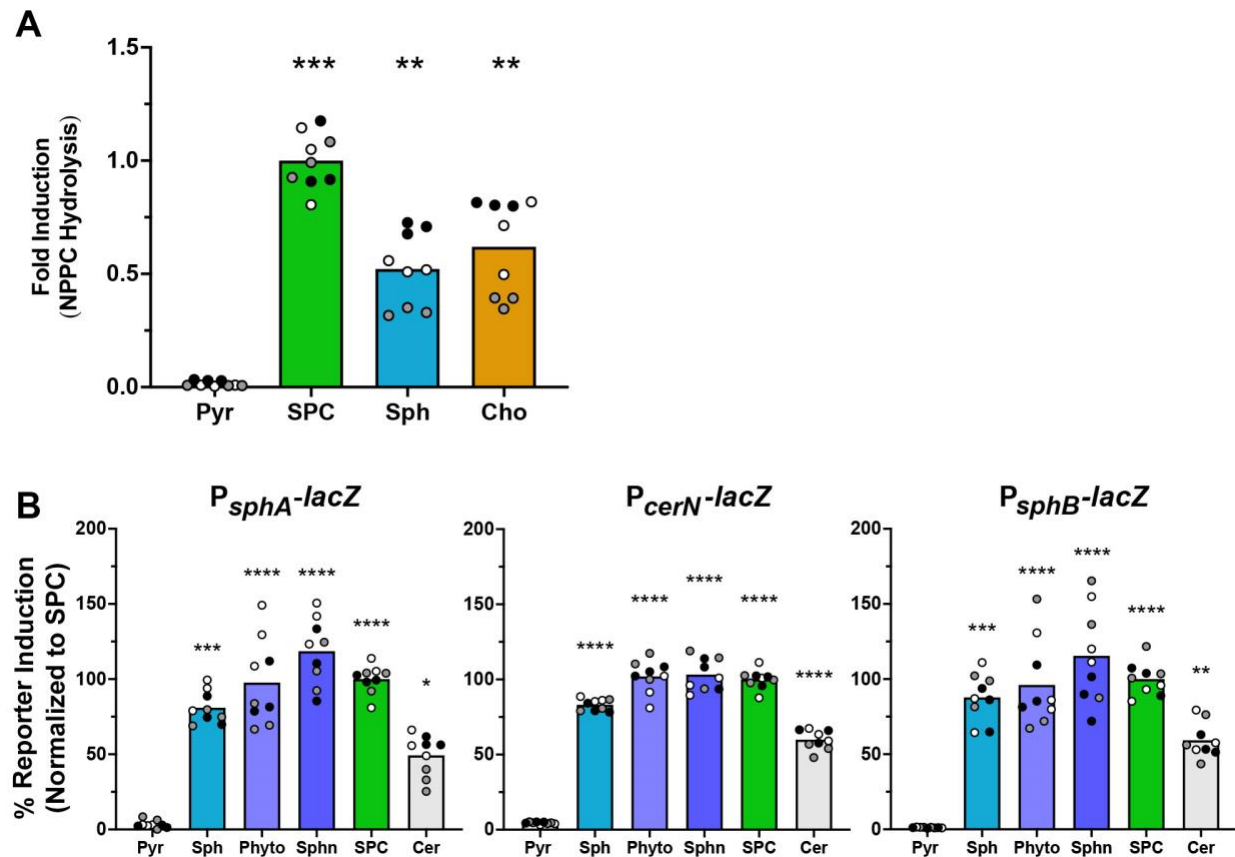 A
Fold Induction
(NPPC Hydrolysis)
1.5
1.0
0.5
0.0
***
**
**
Pyr SPC Sph Cho
B
% Reporter Induction
(Normalized to SPC)
PsphA-lacZ
200
150
100
50
0
***
****
****
****
*
Pyr Sph Phyto Sphn SPC Cer
PcerN-lacZ
200
150
100
50
0
****
****
****
****
****
Pyr Sph Phyto Sphn SPC Cer
PsphB-lacZ
200
150
100
50
0
***
****
****
****
**
Pyr Sph Phyto Sphn SPC Cer